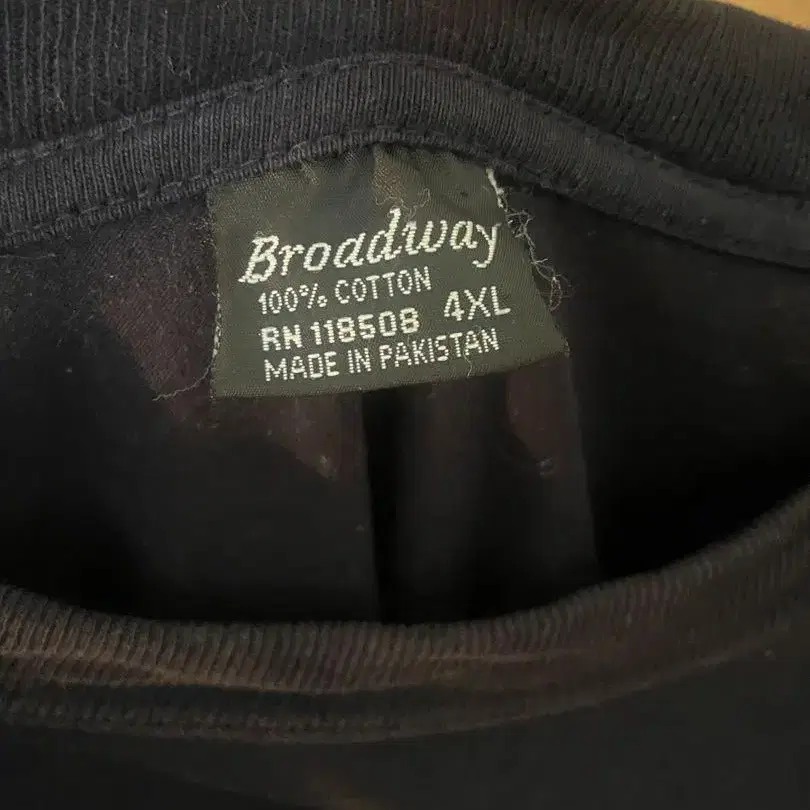 Broadway
100% COTTON
RN 118508 4XL
MADE IN PAKISTAN